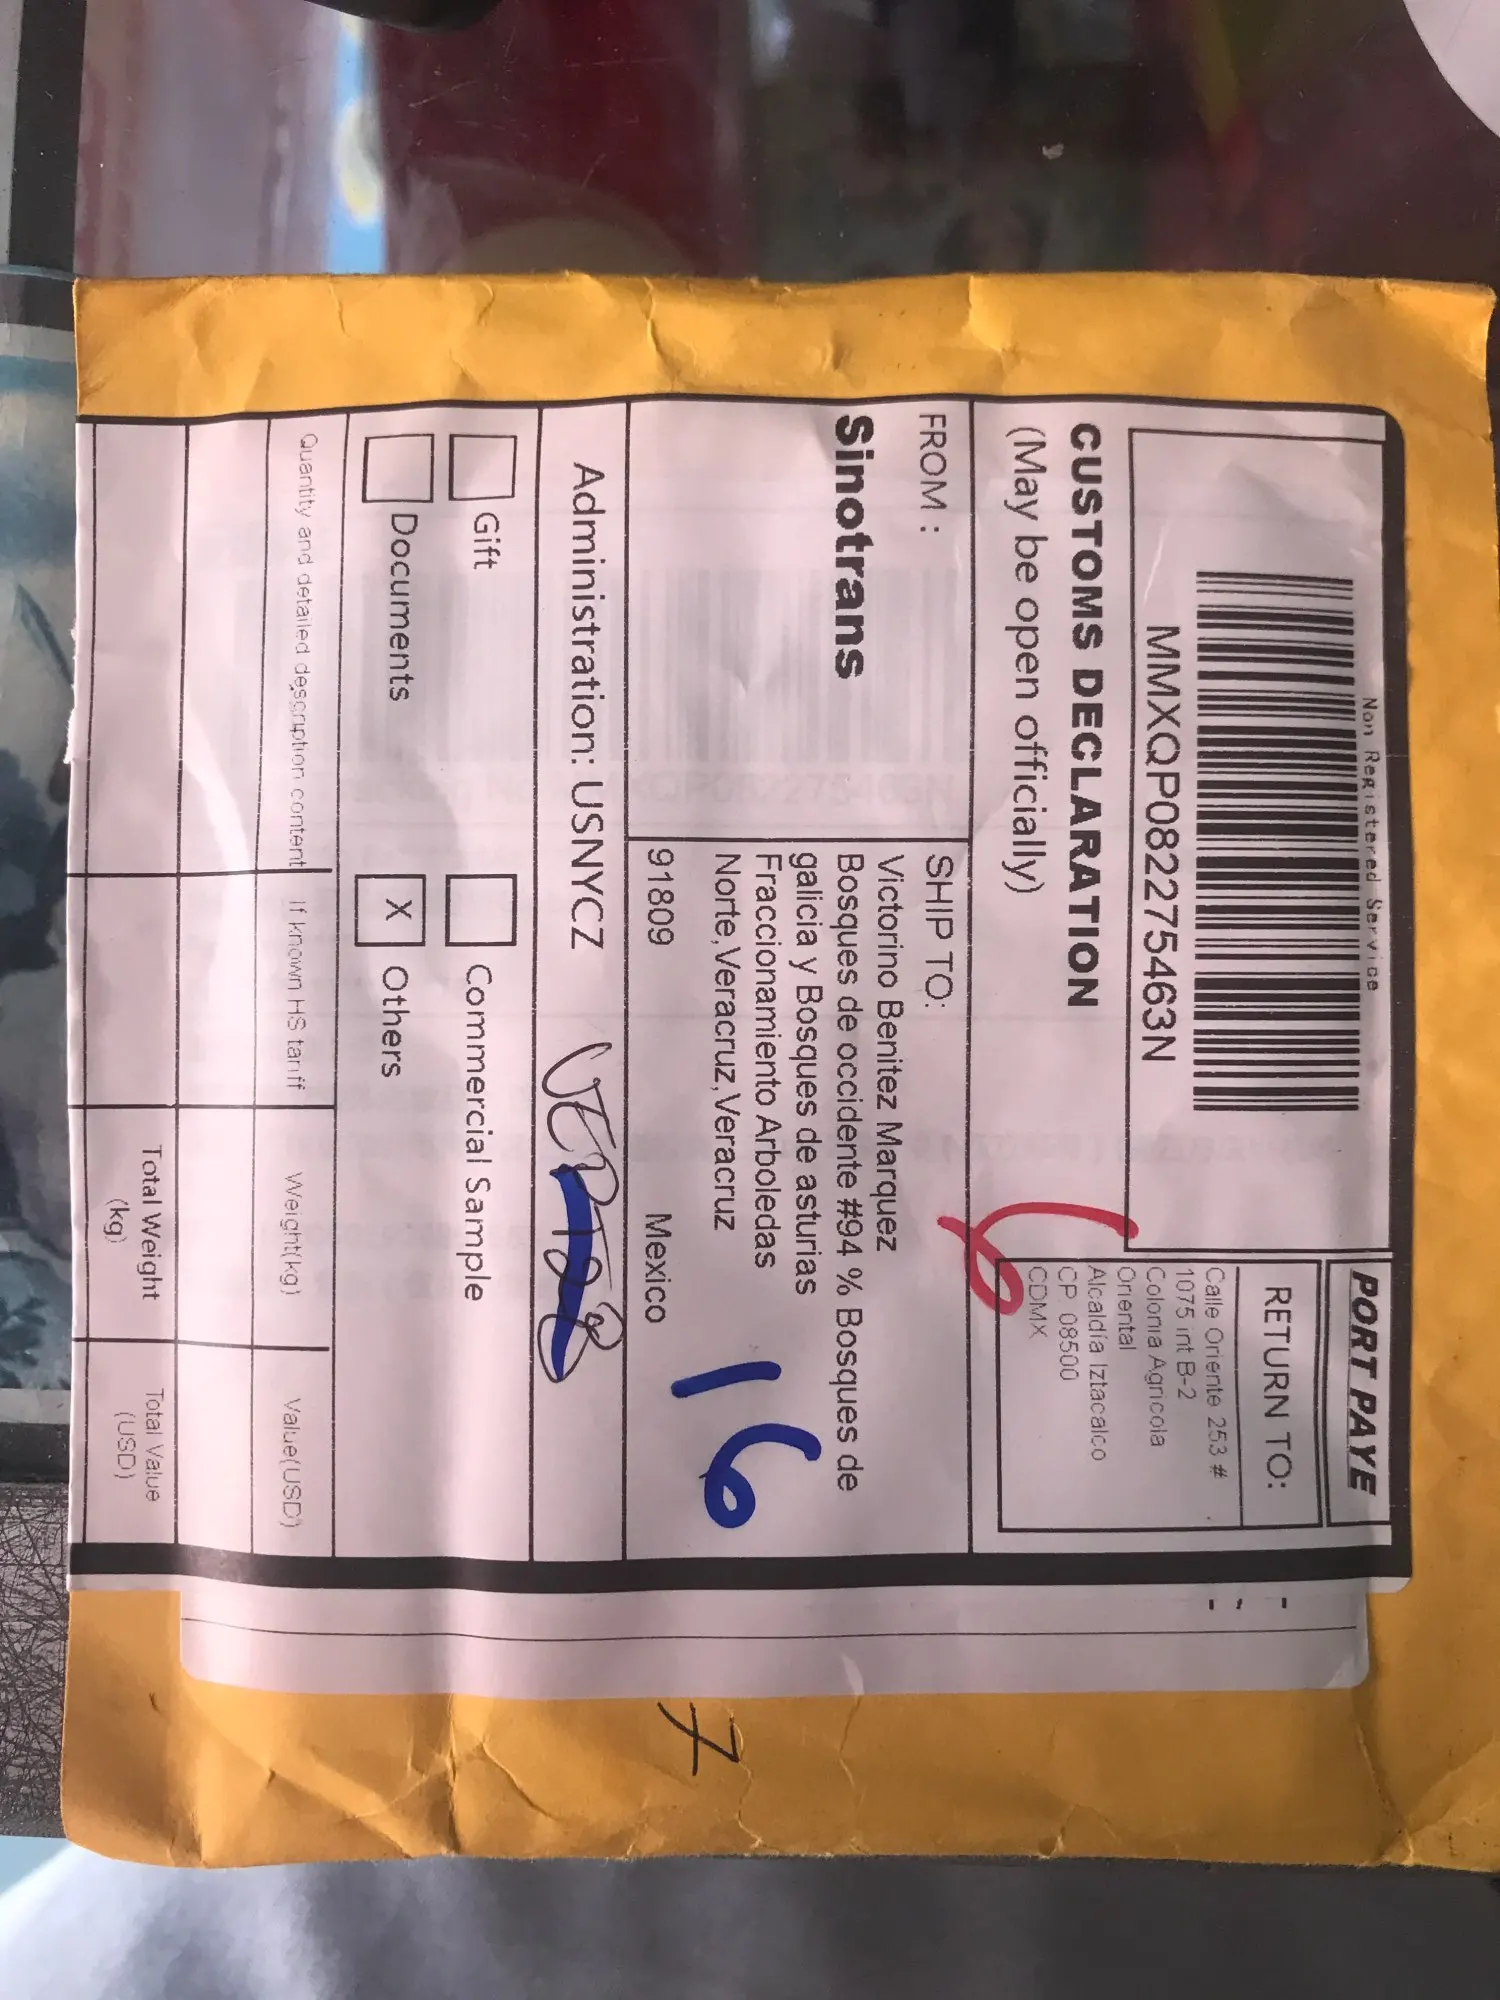 Non Registered Service
MMXQP082275463N
PORT PAYE
RETURN TO:
Calle Oriente 253 #
1075 int B-2
Colonia Agricola
Oriental
Alcaldía Iztacalco
CP 08500
CDMX
CUSTOMS DECLARATION
(May be open officially)
6
FROM :
Sinotrans
SHIP TO:
Victorino Benitez Marquez
Bosques de occidente #94 % Bosques de
galicia y Bosques de asturias
Fraccionamiento Arboledas
Norte,Veracruz,Veracruz
91809 Mexico
16
Administration: USNYCZ
Gift
Commercial Sample
Documents
X Others
Quantity and detailed description content If known HS tariff Weight(kg) Value(USD)
Total Weight
(kg)
Total Value
(USD)
7